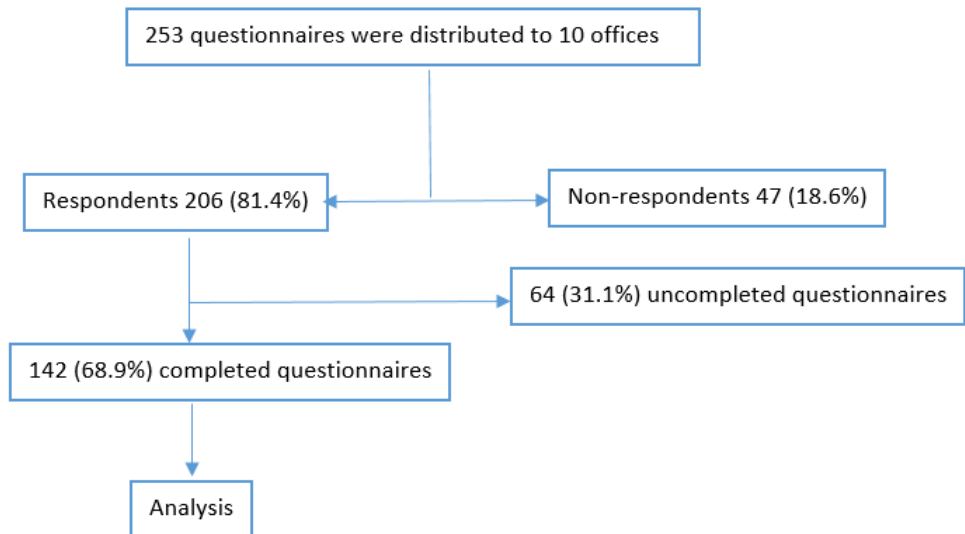 253 questionnaires were distributed to 10 offices
Respondents 206 (81.4%)
Non-respondents 47 (18.6%)
64 (31.1%) uncompleted questionnaires
142 (68.9%) completed questionnaires
Analysis